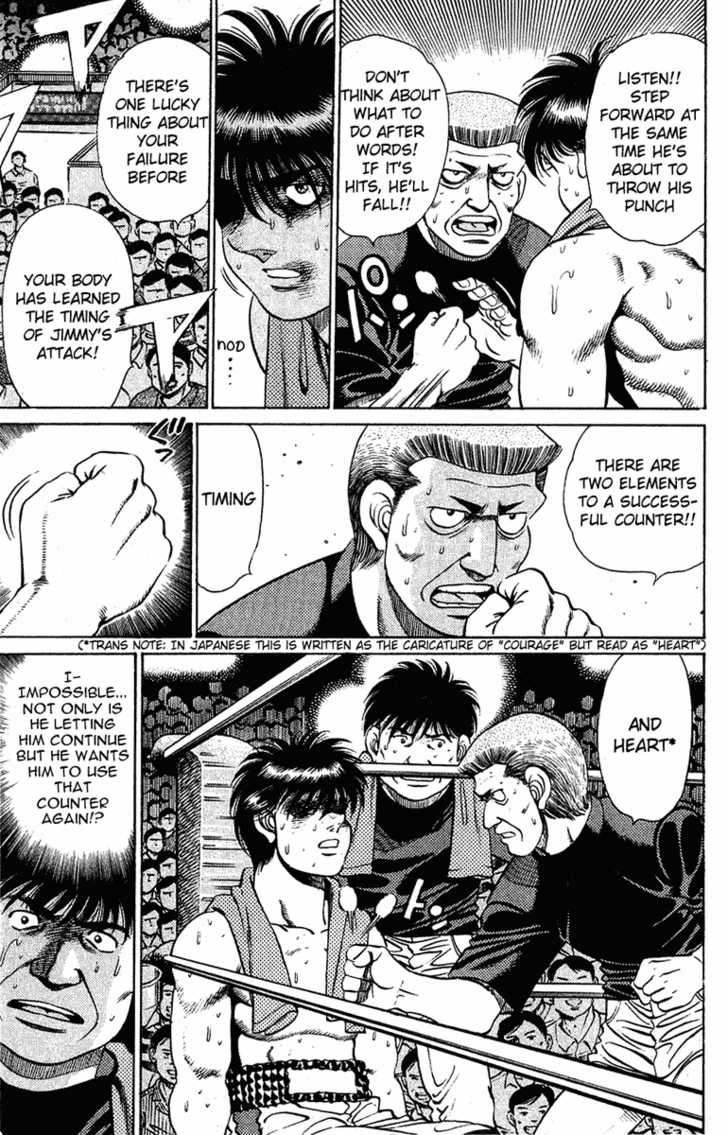 LISTEN!!
STEP
FORWARD AT
THE SAME
TIME HE'S
ABOUT TO
THROW HIS
PUNCH
DON'T
THINK ABOUT
WHAT TO
DO AFTER
WORDS!
IF IT'S
HITS, HE'LL
FALL!!
NOD
....
THERE'S
ONE LUCKY
THING ABOUT
YOUR
FAILURE
BEFORE
YOUR BODY
HAS LEARNED
THE TIMING
OF JIMMY'S
ATTACK!
THERE ARE
TWO ELEMENTS
TO A SUCCESS-
FUL COUNTER!!
TIMING
(*TRANS NOTE: IN JAPANESE THIS IS WRITTEN AS THE CARICATURE OF "COURAGE" BUT READ AS "HEART")
AND
HEART*
I-
IMPOSSIBLE...
NOT ONLY IS
HE LETTING
HIM CONTINUE
BUT HE WANTS
HIM TO USE
THAT
COUNTER
AGAIN!?